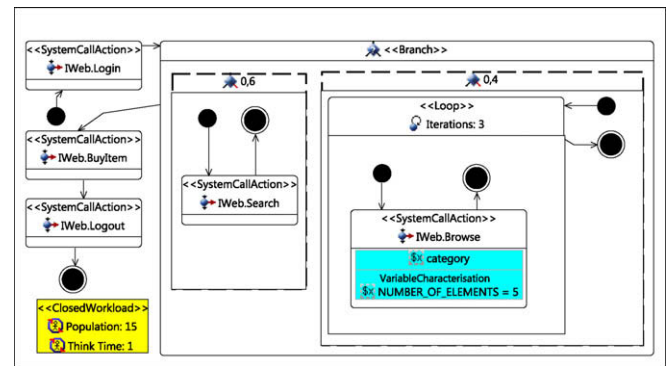 <<SystemCallAction>>
IWeb.Login
<<SystemCallAction>>
IWeb.BuyItem
<<SystemCallAction>>
IWeb.Logout
<<ClosedWorkload>>
Population: 15
Think Time: 1
<<Branch>>
0,6
<<SystemCallAction>>
IWeb.Search
0,4
<<Loop>>
Iterations: 3
<<SystemCallAction>>
IWeb.Browse
category
VariableCharacterisation
NUMBER_OF_ELEMENTS = 5